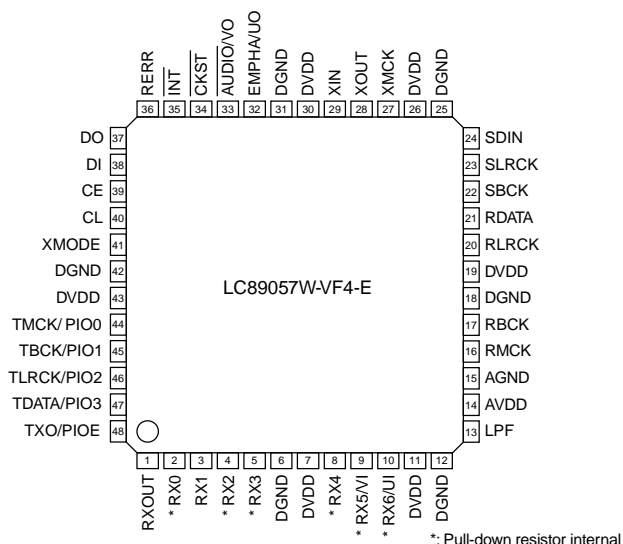 RERR
INT
CKST
AUDIO/VO
EMPHA/UO
DGND
DVDD
XIN
XOUT
XMCK
DVDD
DGND
36 35 34 33 32 31 30 29 28 27 26 25
DO 37
DI 38
CE 39
CL 40
XMODE 41
DGND 42
DVDD 43
TMCK/ PIO0 44
TBCK/PIO1 45
TLRCK/PIO2 46
TDATA/PIO3 47
TXO/PIOE 48
LC89057W-VF4-E
24 SDIN
23 SLRCK
22 SBCK
21 RDATA
20 RLRCK
19 DVDD
18 DGND
17 RBCK
16 RMCK
15 AGND
14 AVDD
13 LPF
1 2 3 4 5 6 7 8 9 10 11 12
RXOUT
* RX0
RX1
* RX2
* RX3
DGND
DVDD
* RX4
* RX5/VI
* RX6/UI
DVDD
DGND
*: Pull-down resistor internal